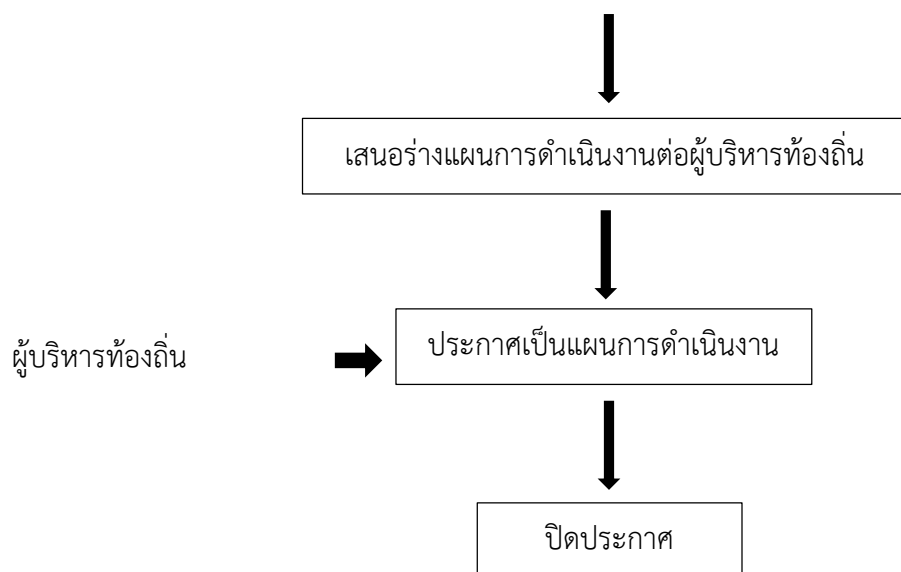 เสนอร่างแผนการดำเนินงานต่อผู้บริหารท้องถิ่น
ผู้บริหารท้องถิ่น
ประกาศเป็นแผนการดำเนินงาน
ปิดประกาศ